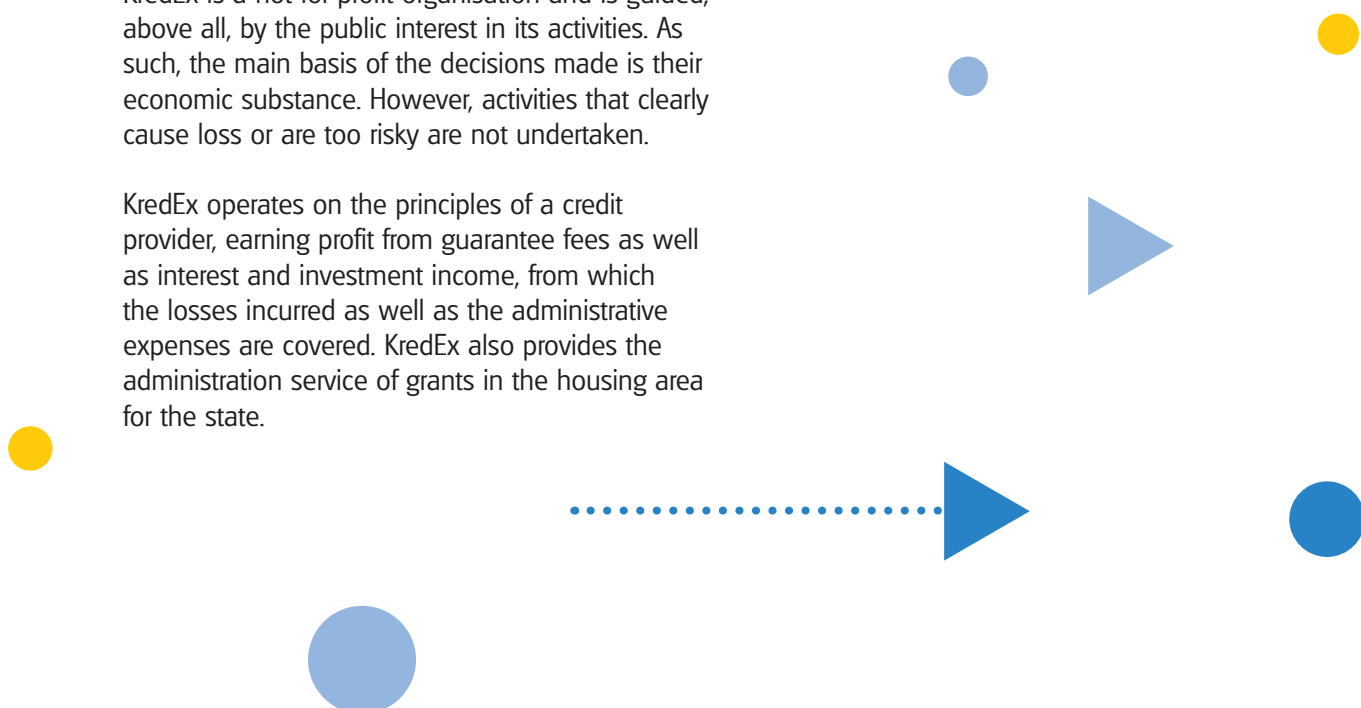 KredEx is a not-for-profit organisation and is guided,
above all, by the public interest in its activities. As
such, the main basis of the decisions made is their
economic substance. However, activities that clearly
cause loss or are too risky are not undertaken.
KredEx operates on the principles of a credit
provider, earning profit from guarantee fees as well
as interest and investment income, from which
the losses incurred as well as the administrative
expenses are covered. KredEx also provides the
administration service of grants in the housing area
for the state.